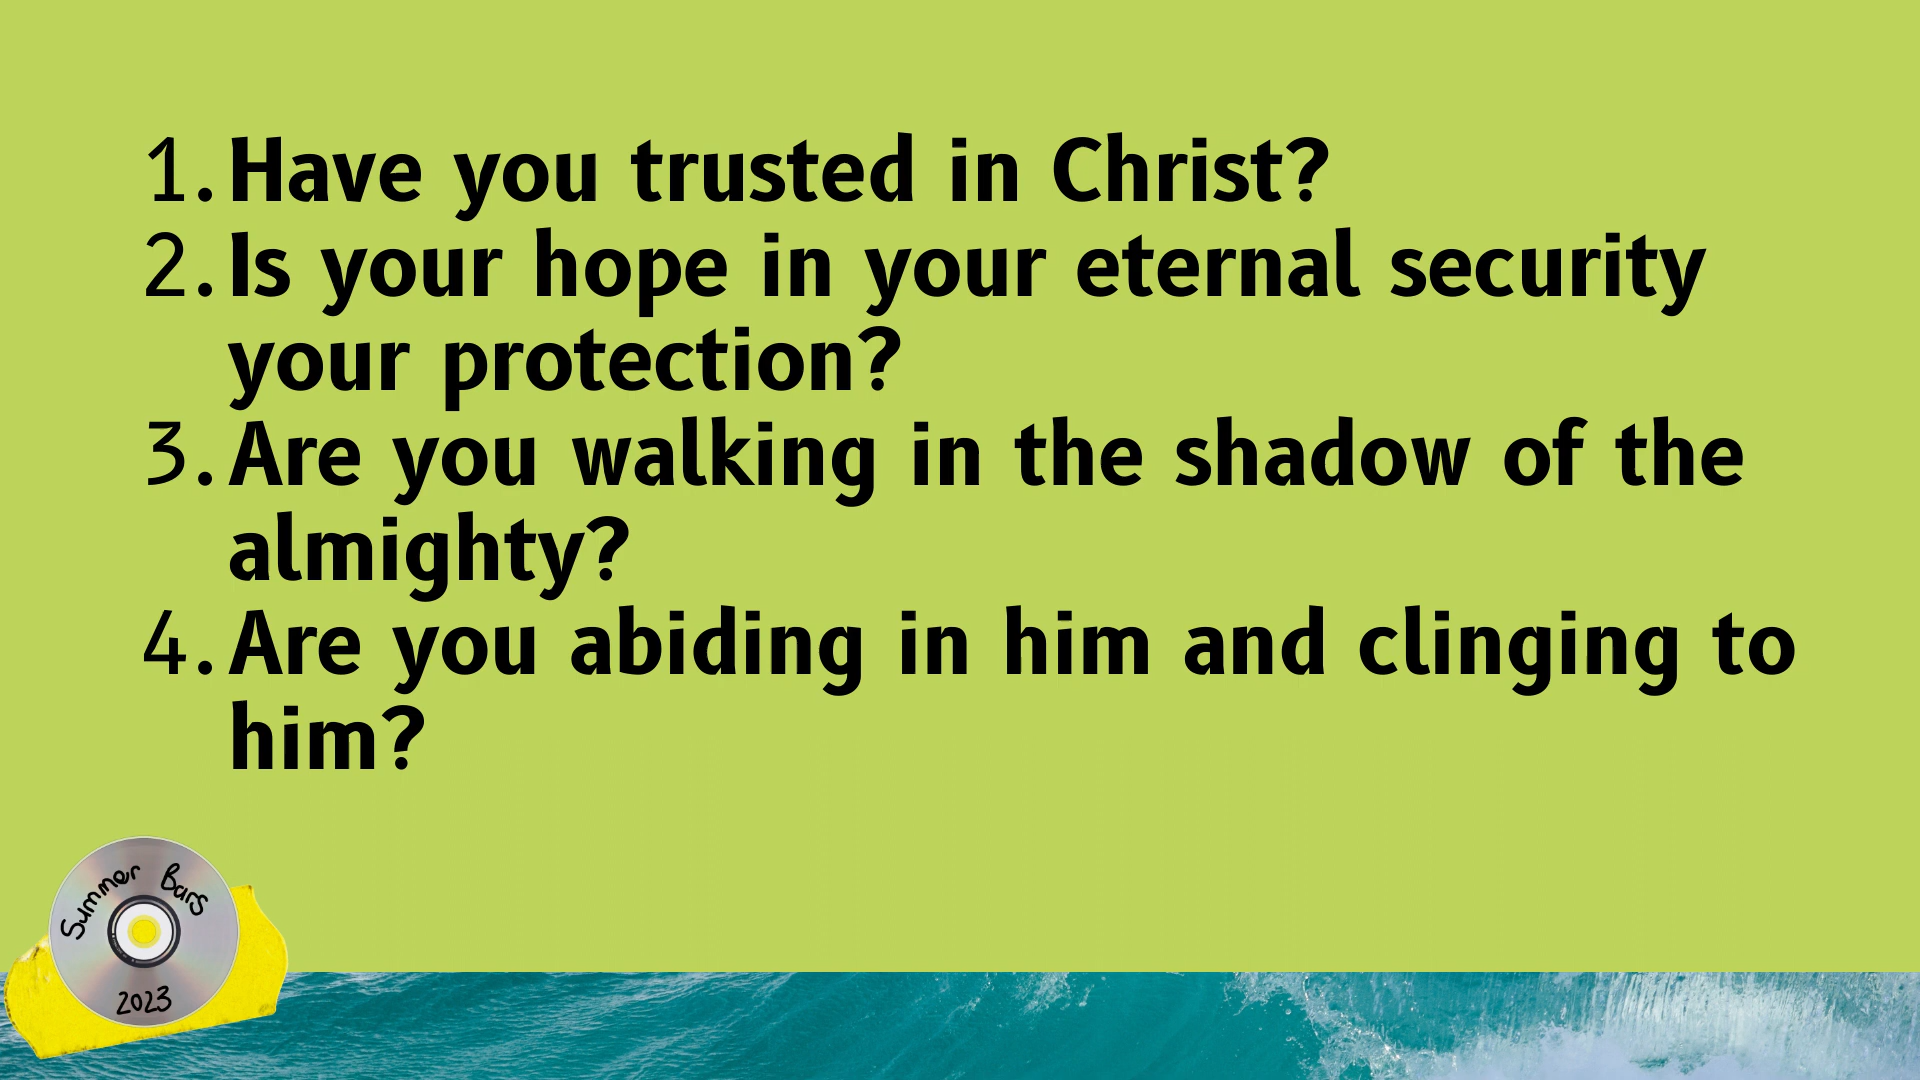 1. Have you trusted in Christ?
2. Is your hope in your eternal security
your protection?
3. Are you walking in the shadow of the
almighty?
4. Are you abiding in him and clinging to
him?
Summer Bars
2023